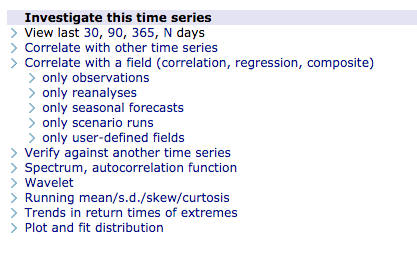 Investigate this time series
View last 30, 90, 365, N days
Correlate with other time series
Correlate with a field (correlation, regression, composite)
only observations
only reanalyses
only seasonal forecasts
only scenario runs
only user-defined fields
Verify against another time series
Spectrum, autocorrelation function
Wavelet
Running mean/s.d./skew/curtosis
Trends in return times of extremes
Plot and fit distribution